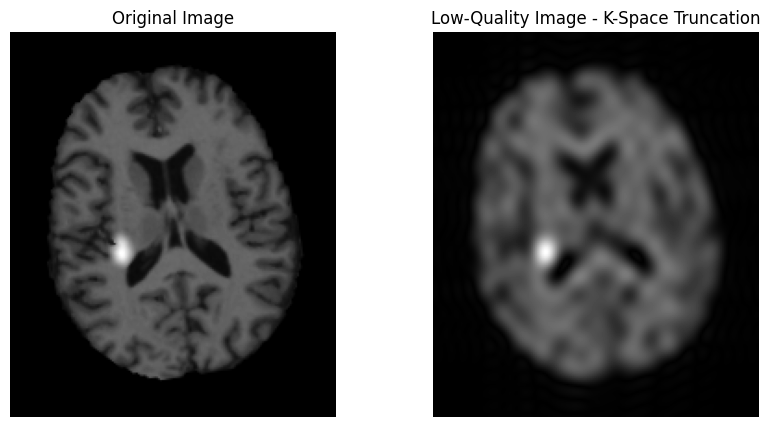 Original Image
Low-Quality Image - K-Space Truncation